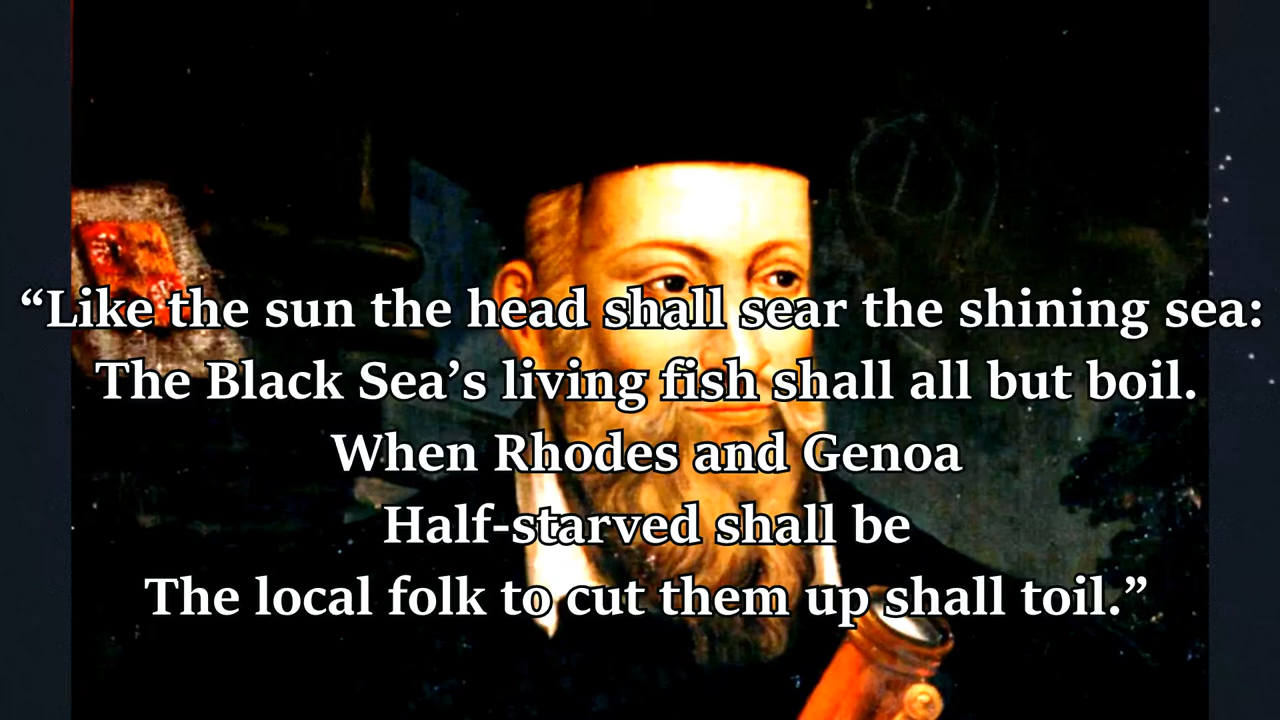 “Like the sun the head shall sear the shining sea:
The Black Sea’s living fish shall all but boil.
When Rhodes and Genoa
Half-starved shall be
The local folk to cut them up shall toil.”